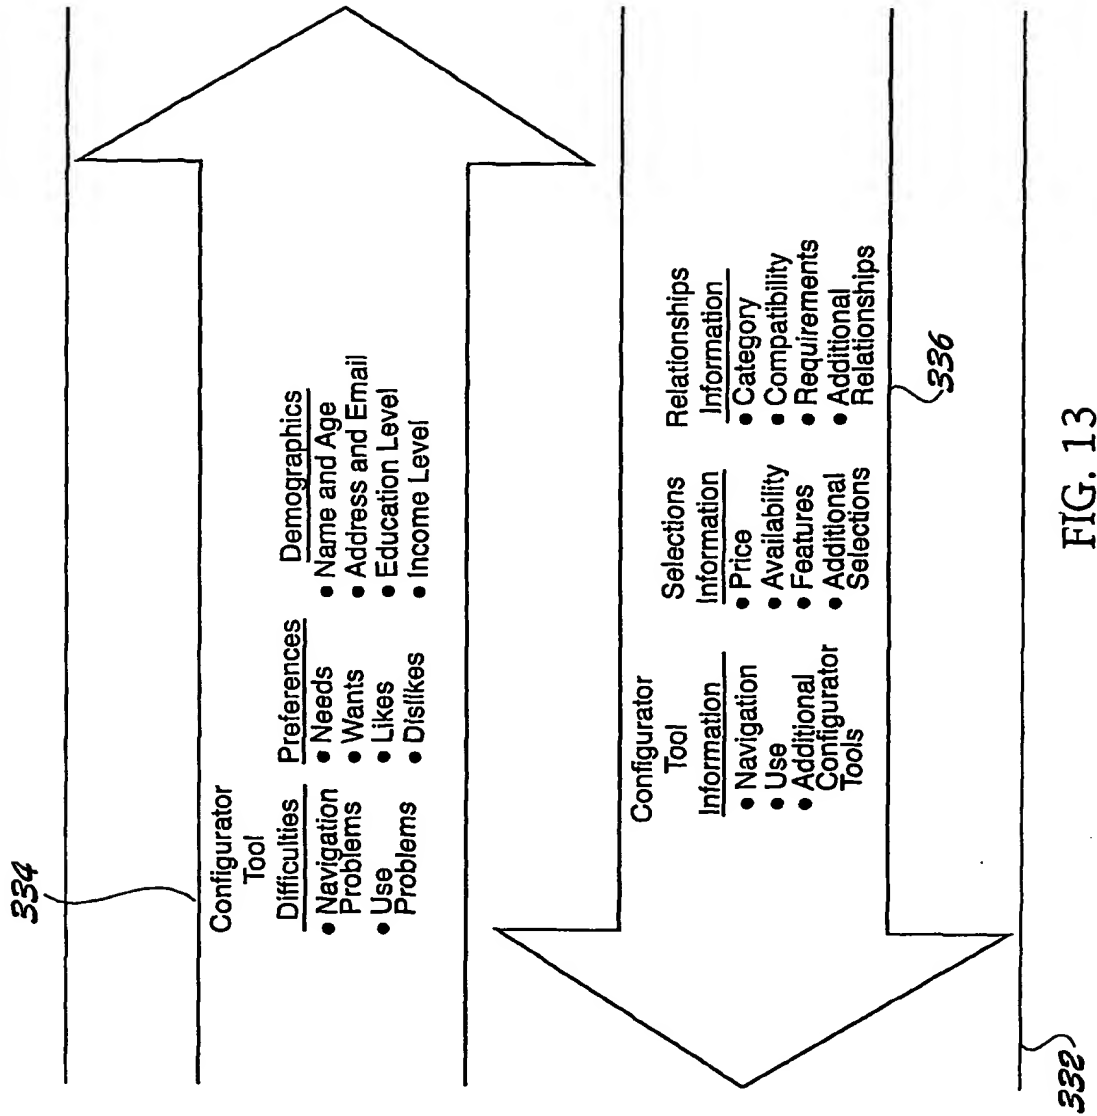 334
Configurator
Tool
Difficulties
• Navigation
Problems
• Use
Problems
Preferences
• Needs
• Wants
• Likes
• Dislikes
Demographics
• Name and Age
• Address and Email
• Education Level
• Income Level
Configurator
Tool
Information
• Navigation
• Use
• Additional
Configurator
Tools
Selections
Information
• Price
• Availability
• Features
• Additional
Selections
Relationships
Information
• Category
• Compatibility
• Requirements
• Additional
Relationships
336
332
FIG. 13